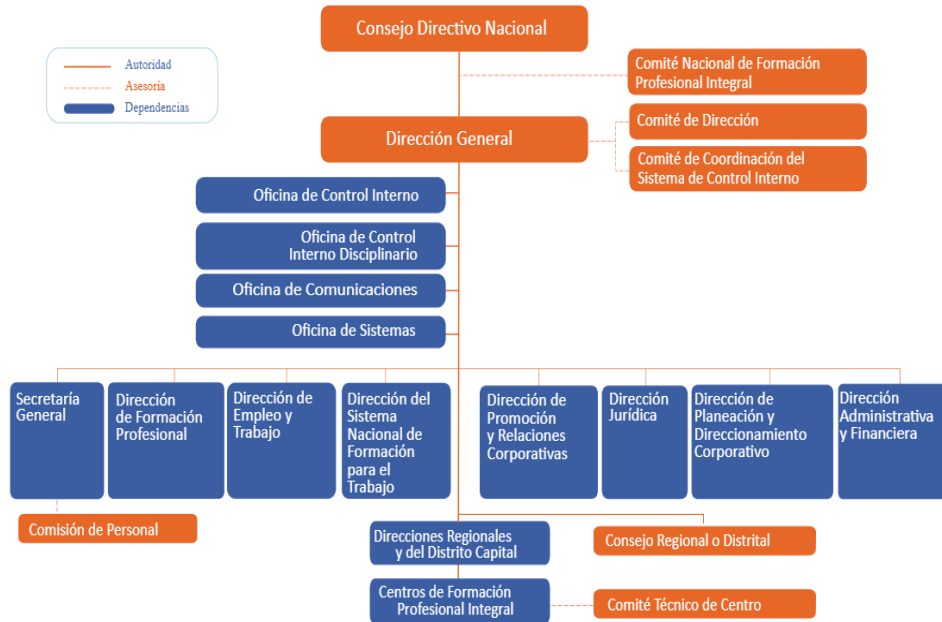 Consejo Directivo Nacional
Autoridad
Asesoría
Dependencias
Comité Nacional de Formación
Profesional Integral
Dirección General
Comité de Dirección
Comité de Coordinación del
Sistema de Control Interno
Oficina de Control Interno
Oficina de Control
Interno Disciplinario
Oficina de Comunicaciones
Oficina de Sistemas
Secretaría
General
Dirección
de Formación
Profesional
Dirección de
Empleo y
Trabajo
Dirección del
Sistema
Nacional de
Formación
para el
Trabajo
Dirección de
Promoción
y Relaciones
Corporativas
Dirección
Jurídica
Dirección de
Planeación y
Direccionamiento
Corporativo
Dirección
Administrativa
y Financiera
Comisión de Personal
Direcciones Regionales
y del Distrito Capital
Consejo Regional o Distrital
Centros de Formación
Profesional Integral
Comité Técnico de Centro